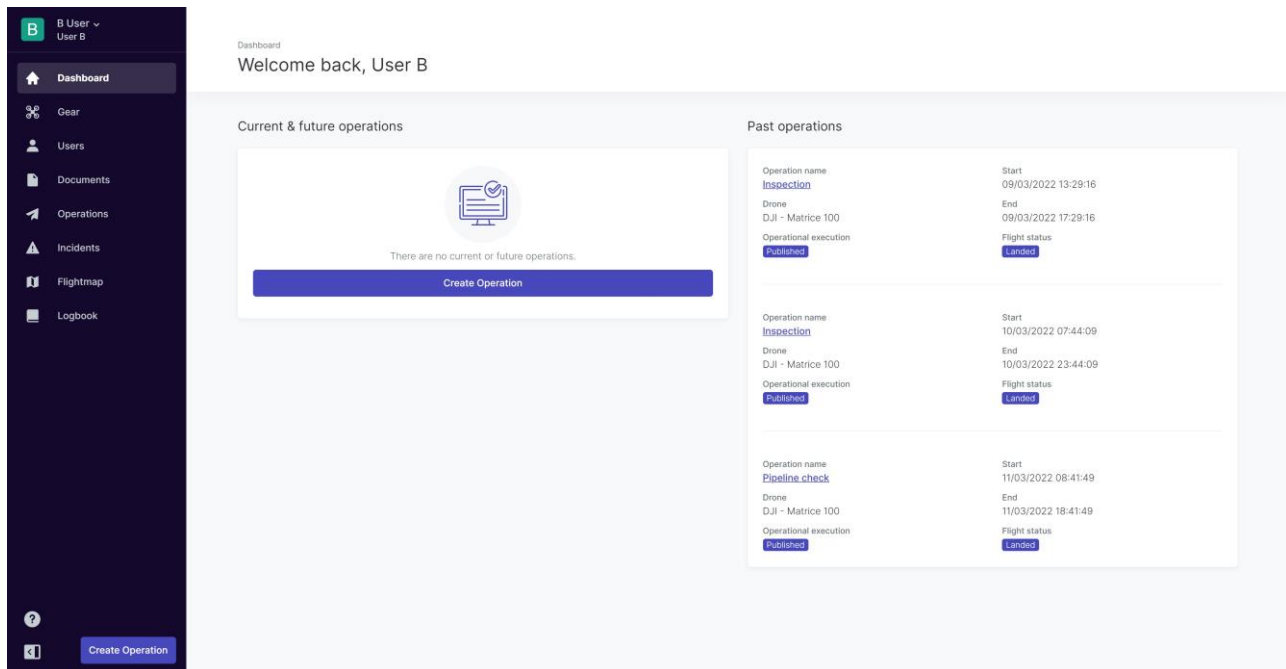 B
B User
User B
Dashboard
Gear
Users
Documents
Operations
Incidents
Flightmap
Logbook
?
Create Operation
Dashboard
Welcome back, User B
Current & future operations
There are no current or future operations.
Create Operation
Past operations
Operation name Start
Inspection 09/03/2022 13:29:16
Drone End
DJI - Matrice 100 09/03/2022 17:29:16
Operational execution Flight status
Published Landed
Operation name Start
Inspection 10/03/2022 07:44:09
Drone End
DJI - Matrice 100 10/03/2022 23:44:09
Operational execution Flight status
Published Landed
Operation name Start
Pipeline check 11/03/2022 08:41:49
Drone End
DJI - Matrice 100 11/03/2022 18:41:49
Operational execution Flight status
Published Landed